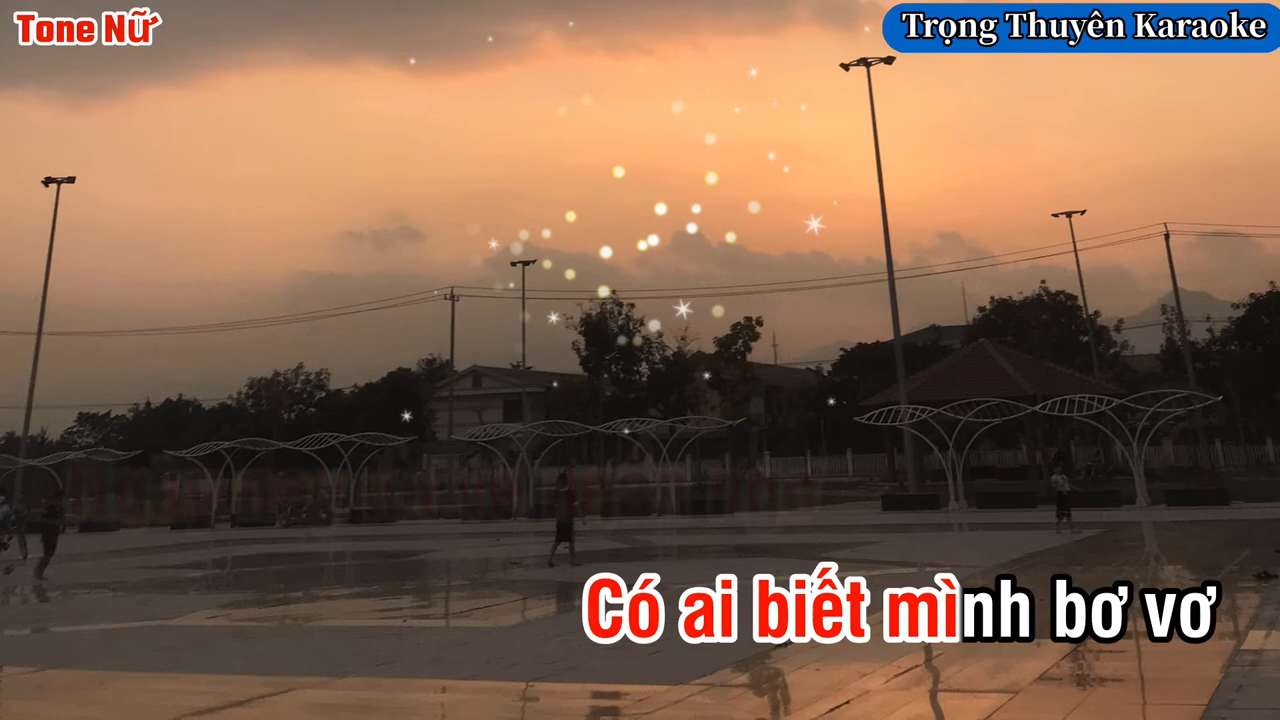 Tone Nữ
Trọng Thuyên Karaoke
Có ai biết mình bơ vơ